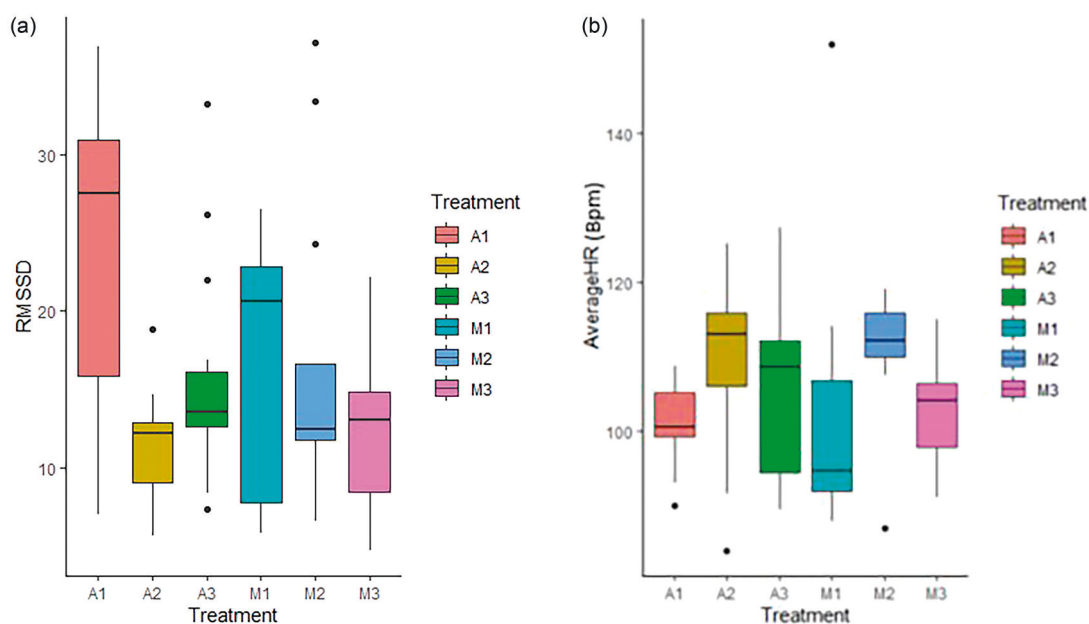 (a)
RMSSD
30
20
10
A1 A2 A3 M1 M2 M3
Treatment
Treatment
A1
A2
A3
M1
M2
M3
(b)
AverageHR (Bpm)
140
120
100
A1 A2 A3 M1 M2 M3
Treatment
Treatment
A1
A2
A3
M1
M2
M3